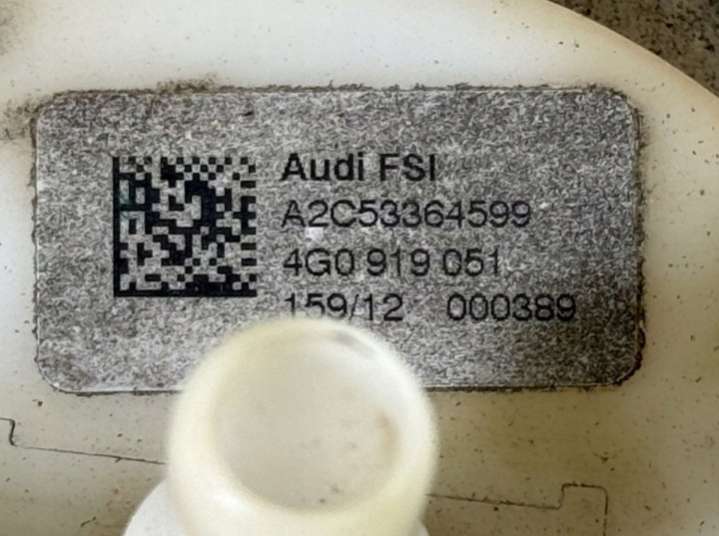 Audi FSI
A2C53364599
4G0 919 051
159/12 000389